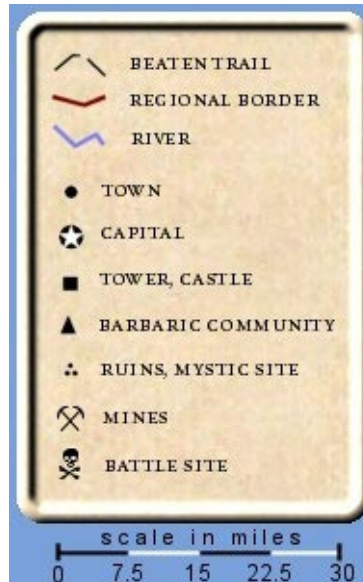 BEATEN TRAIL
REGIONAL BORDER
RIVER
TOWN
CAPITAL
TOWER, CASTLE
BARBARIC COMMUNITY
RUINS, MYSTIC SITE
MINES
BATTLE SITE
scale in miles
0 7.5 15 22.5 30